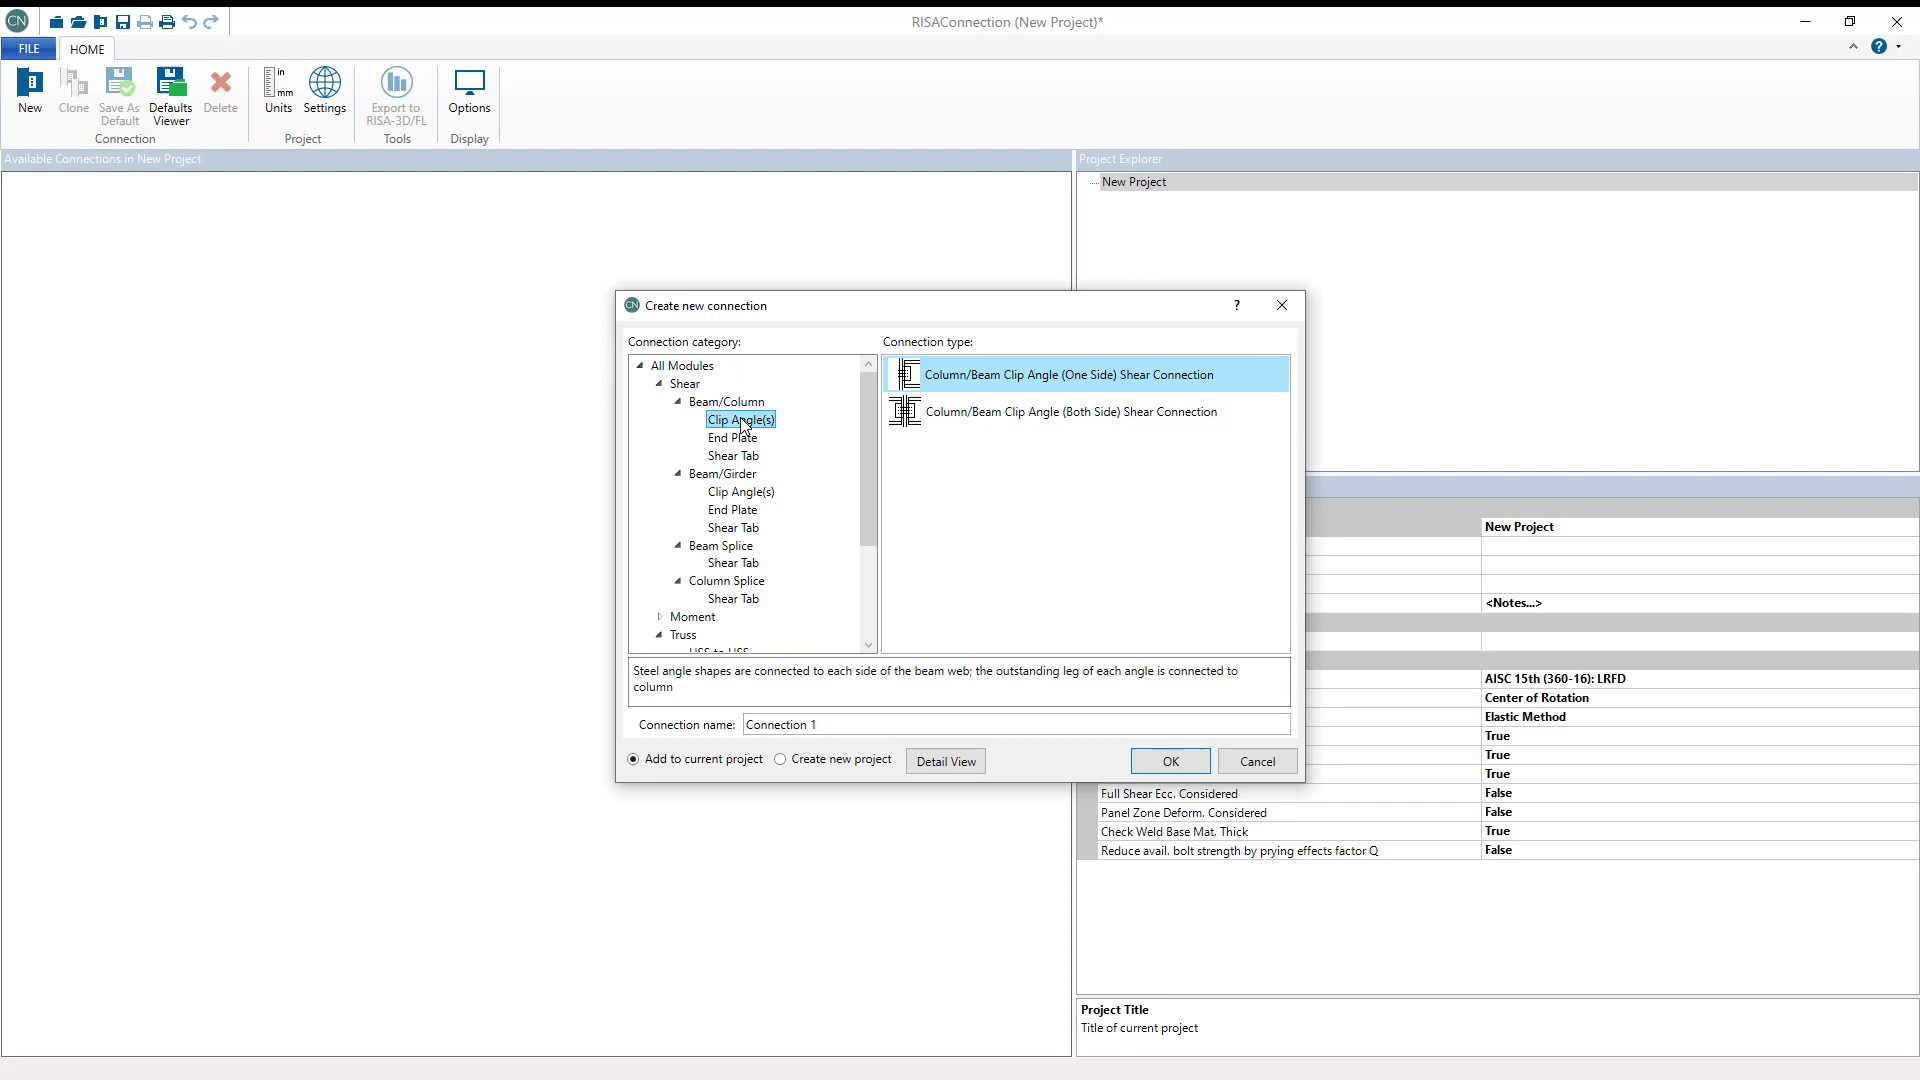 CN
RISAConnection (New Project)*
FILE
HOME
New
Clone
Save As
Default
Defaults
Viewer
Delete
Connection
in
mm
Units
Settings
Project
Export to
RISA-3D/FL
Tools
Options
Display
Available Connections in New Project
Project Explorer
New Project
CN
Create new connection
?
Connection category:
Connection type:
All Modules
Shear
Beam/Column
Clip Angle(s)
End Plate
Shear Tab
Beam/Girder
Clip Angle(s)
End Plate
Shear Tab
Beam Splice
Shear Tab
Column Splice
Shear Tab
Moment
Truss
HSS to HSS
Column/Beam Clip Angle (One Side) Shear Connection
Column/Beam Clip Angle (Both Side) Shear Connection
Steel angle shapes are connected to each side of the beam web; the outstanding leg of each angle is connected to
column
Connection name: Connection 1
Add to current project
Create new project
Detail View
OK
Cancel
New Project
<Notes...>
AISC 15th (360-16): LRFD
Center of Rotation
Elastic Method
True
True
True
Full Shear Ecc. Considered False
Panel Zone Deform. Considered False
Check Weld Base Mat. Thick True
Reduce avail. bolt strength by prying effects factor Q False
Project Title
Title of current project